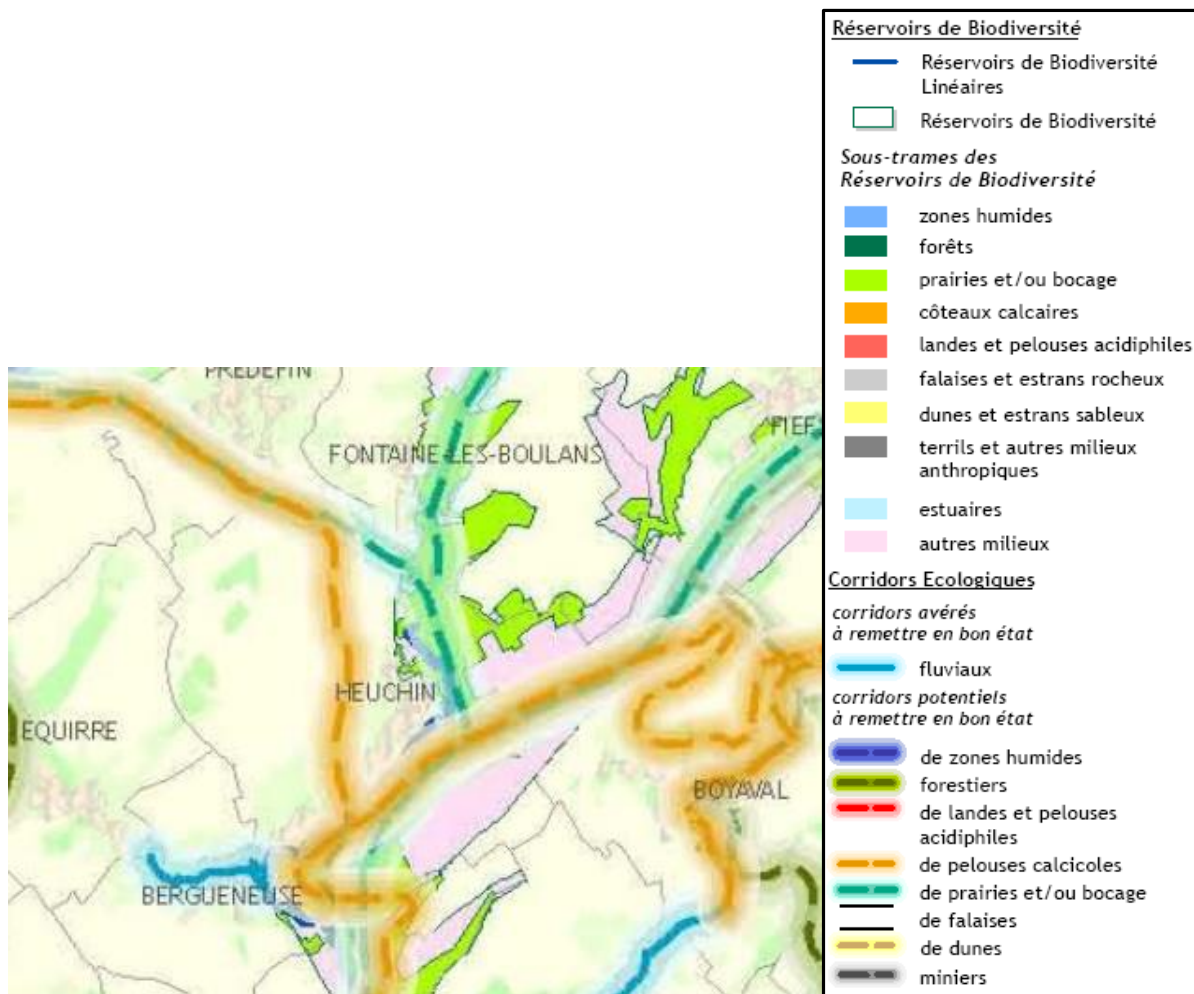 Réservoirs de Biodiversité
Réservoirs de Biodiversité
Linéaires
Réservoirs de Biodiversité
Sous-trames des
Réservoirs de Biodiversité
zones humides
forêts
prairies et/ou bocage
côteaux calcaires
landes et pelouses acidiphiles
falaises et estrans rocheux
dunes et estrans sableux
terrils et autres milieux
anthropiques
estuaires
autres milieux
Corridors Ecologiques
corridors avérés
à remettre en bon état
fluviaux
corridors potentiels
à remettre en bon état
de zones humides
forestiers
de landes et pelouses
acidiphiles
de pelouses calcicoles
de prairies et/ou bocage
de falaises
de dunes
miniers
PREDEFIN
FIEF
FONTAINE-LES-BOULANS
HEUCHIN
EQUIRRE
BOYAVAL
BERGUENEUSE